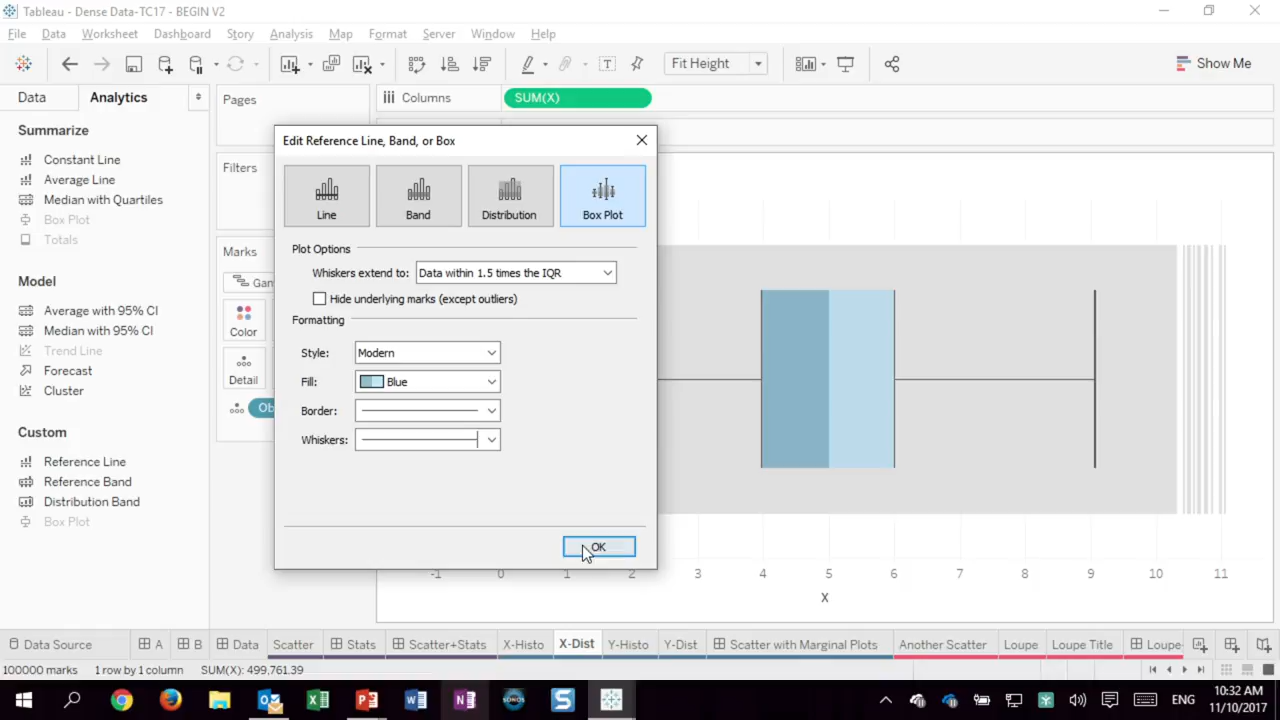 Tableau - Dense Data-TC17 - BEGIN V2
File Data Worksheet Dashboard Story Analysis Map Format Server Window Help
Fit Height
Show Me
Data Analytics
Pages
Columns SUM(X)
Summarize
Constant Line
Average Line
Median with Quartiles
Box Plot
Totals
Model
Average with 95% CI
Median with 95% CI
Trend Line
Forecast
Cluster
Custom
Reference Line
Reference Band
Distribution Band
Box Plot
Filters
Marks
Gan
Color
Detail
Ob
Edit Reference Line, Band, or Box
Line Band Distribution Box Plot
Plot Options
Whiskers extend to: Data within 1.5 times the IQR
Hide underlying marks (except outliers)
Formatting
Style: Modern
Fill: Blue
Border:
Whiskers:
OK
-1 0 1 2 3 4 5 6 7 8 9 10 11
X
Data Source A B Data Scatter Stats Scatter+Stats X-Histo X-Dist Y-Histo Y-Dist Scatter with Marginal Plots Another Scatter Loupe Loupe Title Loupe-
100000 marks 1 row by 1 column SUM(X): 499,761.39
SONOS
ENG
10:32 AM
11/10/2017